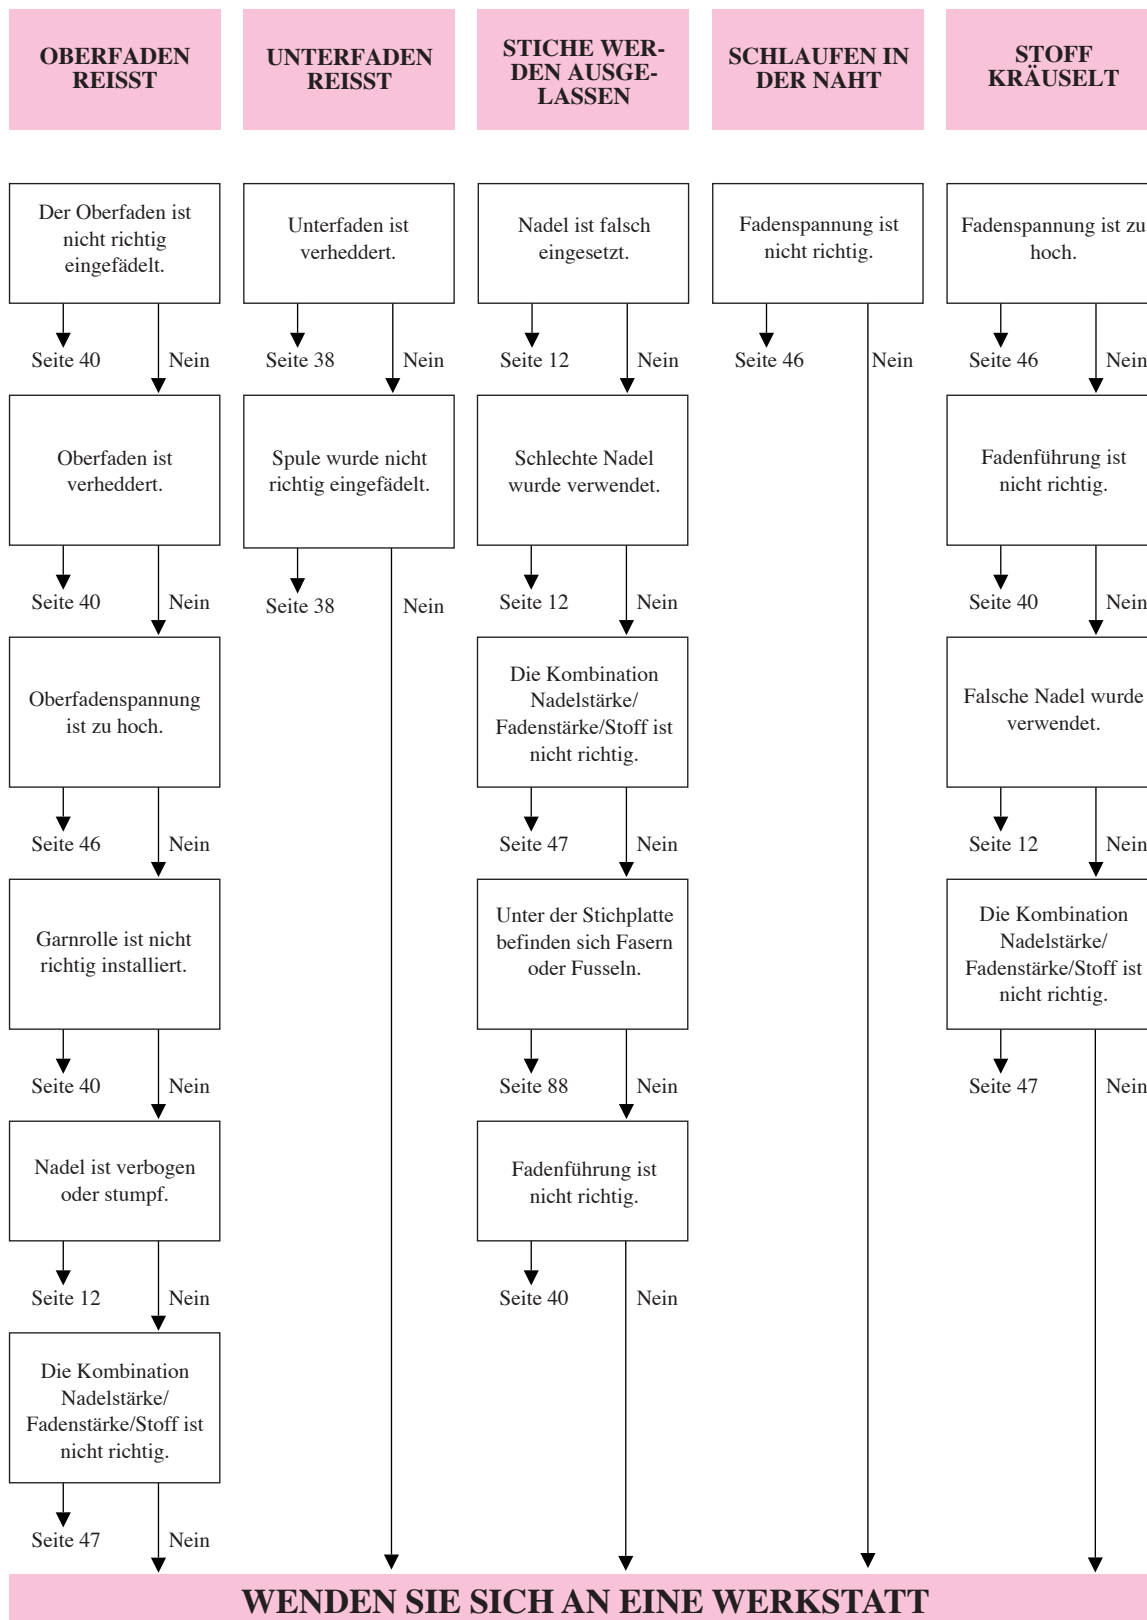 OBERFADEN
REISST
UNTERFADEN
REISST
STICHE WER-
DEN AUSGE-
LASSEN
SCHLAUFEN IN
DER NAHT
STOFF
KRÄUSELT
Der Oberfaden ist
nicht richtig
eingefädelt.
Seite 40
Nein
Oberfaden ist
verheddert.
Seite 40
Nein
Oberfadenspannung
ist zu hoch.
Seite 46
Nein
Garnrolle ist nicht
richtig installiert.
Seite 40
Nein
Nadel ist verbogen
oder stumpf.
Seite 12
Nein
Die Kombination
Nadelstärke/
Fadenstärke/Stoff ist
nicht richtig.
Seite 47
Nein
Unterfaden ist
verheddert.
Seite 38
Nein
Spule wurde nicht
richtig eingefädelt.
Seite 38
Nein
Nadel ist falsch
eingesetzt.
Seite 12
Nein
Schlechte Nadel
wurde verwendet.
Seite 12
Nein
Die Kombination
Nadelstärke/
Fadenstärke/Stoff ist
nicht richtig.
Seite 47
Nein
Unter der Stichplatte
befinden sich Fasern
oder Fusseln.
Seite 88
Nein
Fadenführung ist
nicht richtig.
Seite 40
Nein
Fadenspannung ist
nicht richtig.
Seite 46
Nein
Fadenspannung ist zu
hoch.
Seite 46
Nein
Fadenführung ist
nicht richtig.
Seite 40
Nein
Falsche Nadel wurde
verwendet.
Seite 12
Nein
Die Kombination
Nadelstärke/
Fadenstärke/Stoff ist
nicht richtig.
Seite 47
Nein
WENDEN SIE SICH AN EINE WERKSTATT